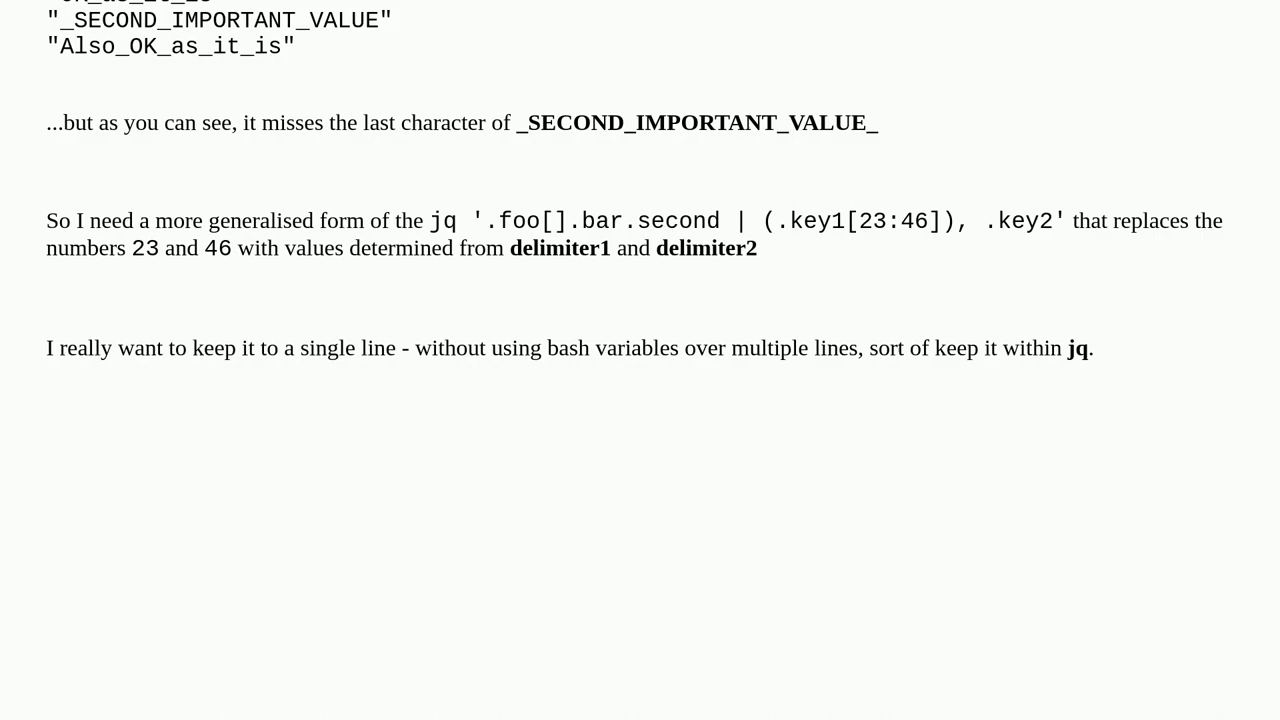 "_SECOND_IMPORTANT_VALUE"
"Also_OK_as_it_is"
...but as you can see, it misses the last character of _SECOND_IMPORTANT_VALUE_
So I need a more generalised form of the jq '.foo[].bar.second | (.key1[23:46]), .key2' that replaces the
numbers 23 and 46 with values determined from delimiter1 and delimiter2
I really want to keep it to a single line - without using bash variables over multiple lines, sort of keep it within jq.